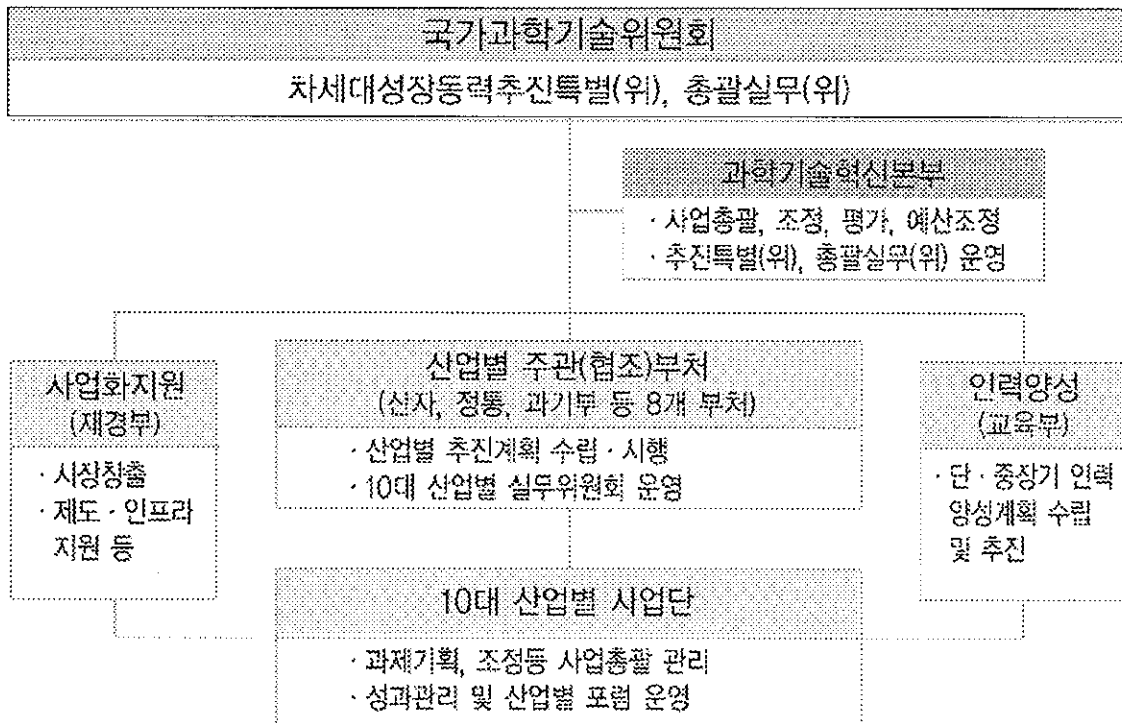 국가과학기술위원회
차세대성장동력추진특별(위), 총괄실무(위)
과학기술혁신본부
· 사업총괄, 조정, 평가, 예산조정
· 추진특별(위), 총괄실무(위) 운영
사업화지원
(재경부)
· 시장창출
· 제도 · 인프라
지원 등
산업별 주관(협조)부처
(산자, 정통, 과기부 등 8개 부처)
· 산업별 추진계획 수립 · 시행
· 10대 산업별 실무위원회 운영
인력양성
(교육부)
· 단 · 중장기 인력
양성계획 수립
및 추진
10대 산업별 사업단
· 과제기획, 조정등 사업총괄 관리
· 성과관리 및 산업별 포럼 운영